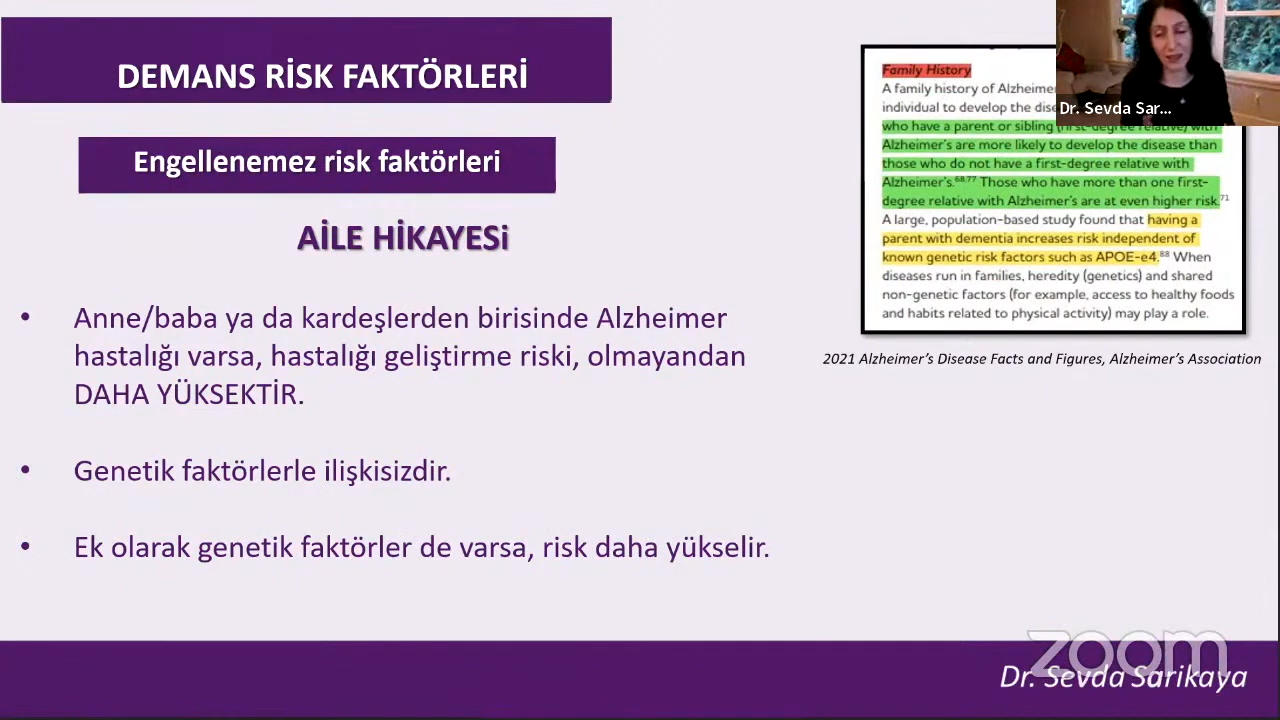 DEMANS RİSK FAKTÖRLERİ
Engellenemez risk faktörleri
AİLE HİKAYESi
• Anne/baba ya da kardeşlerden birisinde Alzheimer
hastalığı varsa, hastalığı geliştirme riski, olmayandan
DAHA YÜKSEKTİR.
• Genetik faktörlerle ilişkisizdir.
• Ek olarak genetik faktörler de varsa, risk daha yükselir.
Family History
A family history of Alzheimer
individual to develop the
who have a parent or sibling (first-degree relative) with
Alzheimer's are more likely to develop the disease than
those who do not have a first-degree relative with
Alzheimer's.68,77 Those who have more than one first-
degree relative with Alzheimer's are at even higher risk.71
A large, population-based study found that having a
parent with dementia increases risk independent of
known genetic risk factors such as APOE-e4.88 When
diseases run in families, heredity (genetics) and shared
non-genetic factors (for example, access to healthy foods
and habits related to physical activity) may play a role.
2021 Alzheimer's Disease Facts and Figures, Alzheimer's Association
Dr. Sevda Sar...
zoom
Dr. Sevda Sarikaya